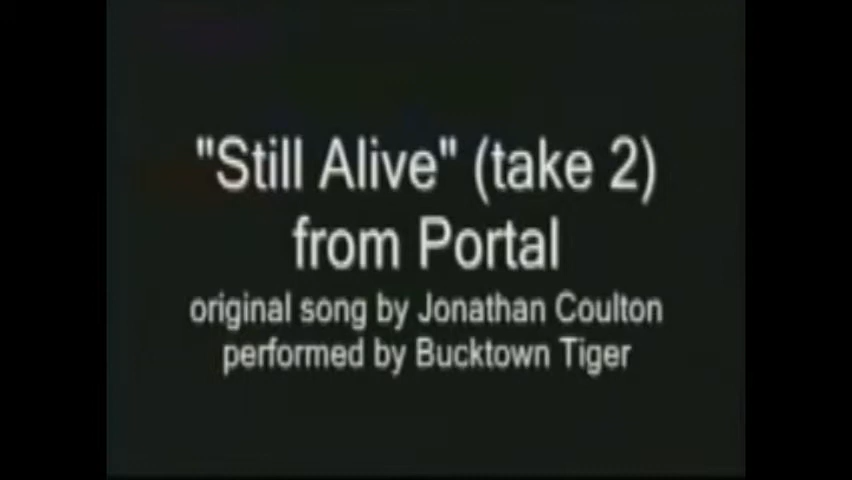 "Still Alive" (take 2)
from Portal
original song by Jonathan Coulton
performed by Bucktown Tiger